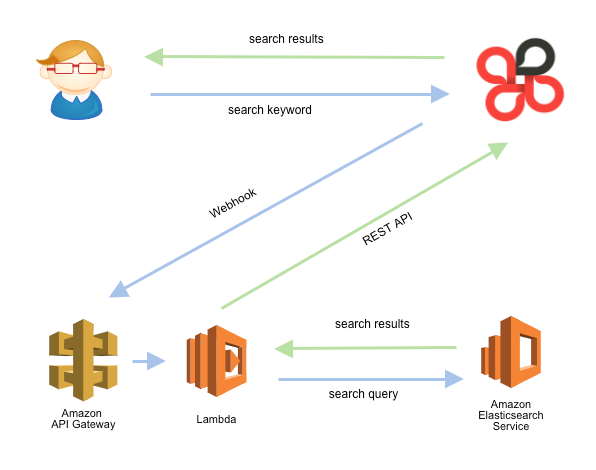 search results
search keyword
Webhook
REST API
search results
search query
Amazon
API Gateway
Lambda
Amazon
Elasticsearch
Service